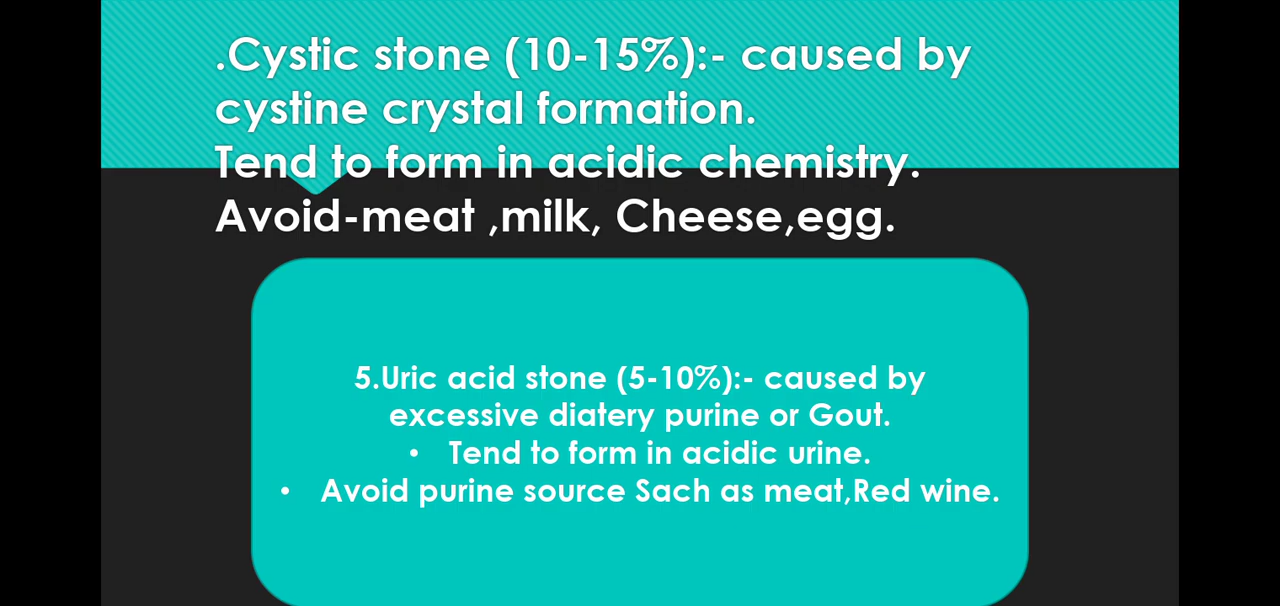 .Cystic stone (10-15%):- caused by
cystine crystal formation.
Tend to form in acidic chemistry.
Avoid-meat ,milk, Cheese,egg.
5.Uric acid stone (5-10%):- caused by
excessive diatery purine or Gout.
• Tend to form in acidic urine.
• Avoid purine source Sach as meat,Red wine.